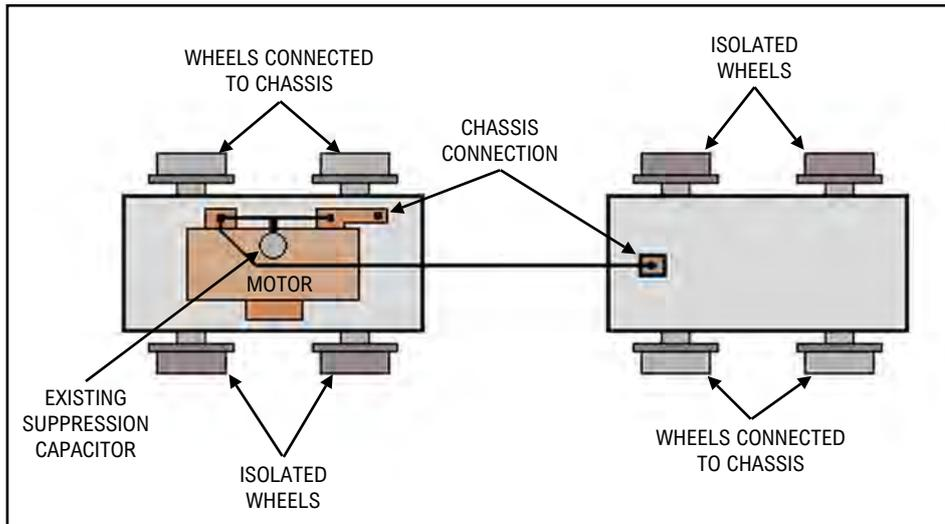 WHEELS CONNECTED
TO CHASSIS
ISOLATED
WHEELS
CHASSIS
CONNECTION
MOTOR
EXISTING
SUPPRESSION
CAPACITOR
ISOLATED
WHEELS
WHEELS CONNECTED
TO CHASSIS